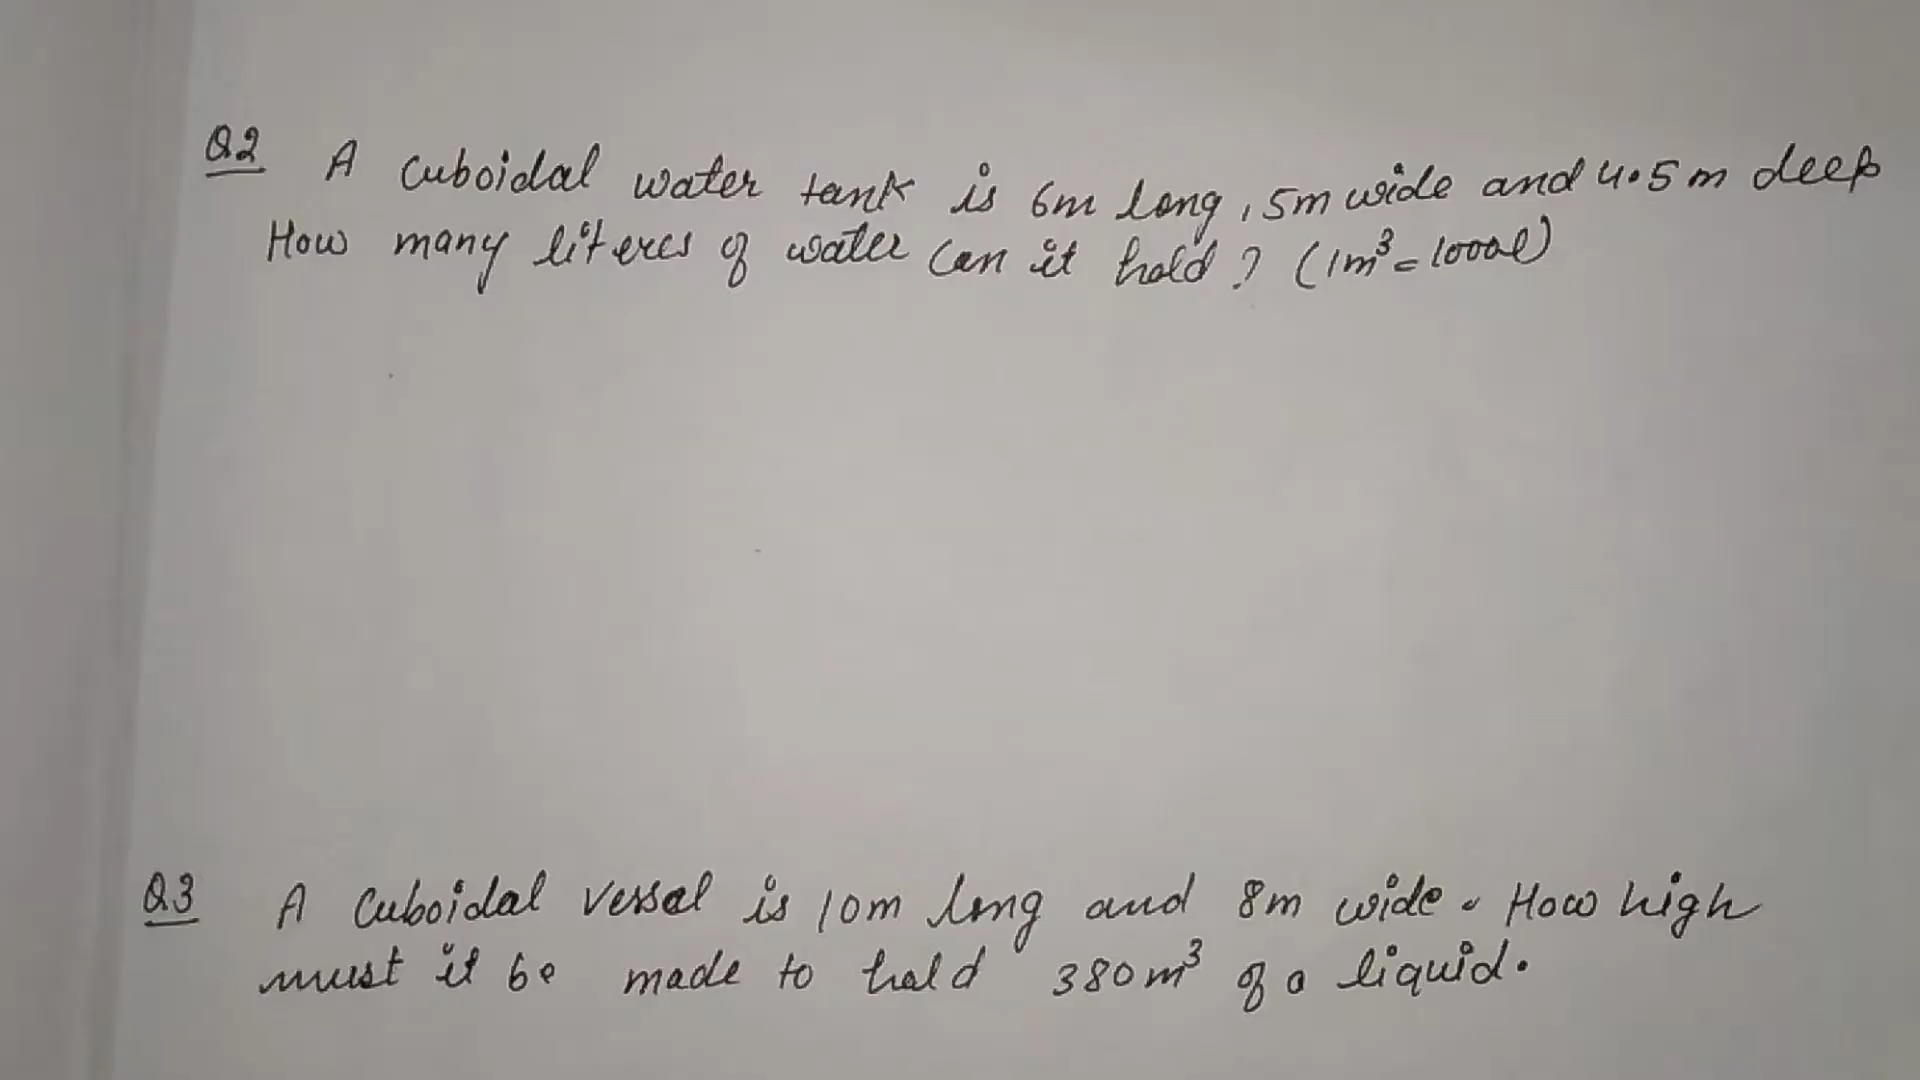 Q2 A cuboidal water tank is 6m long, 5m wide and 4.5m deep
How many literes of water can it hold? (1m³=1000l)
Q3 A cuboidal vessel is 10m long and 8m wide. How high
must it be made to hold 380m³ of a liquid.